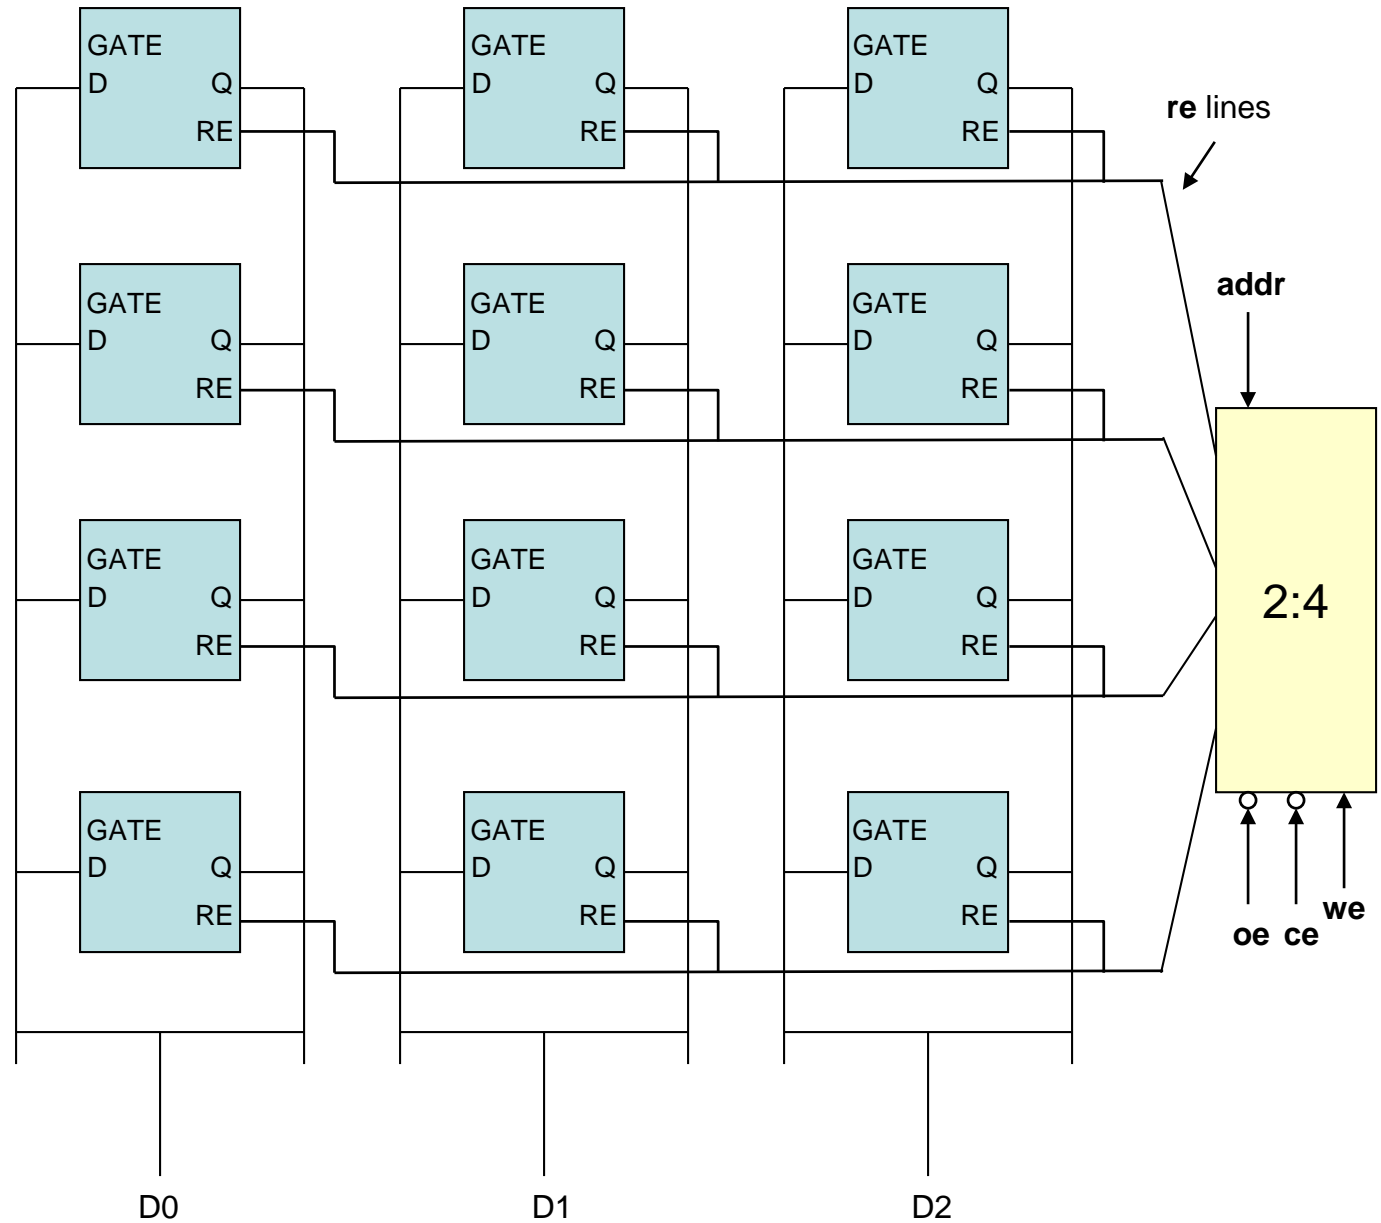 GATE GATE GATE
D Q D Q D Q
RE RE RE
re lines
GATE GATE GATE
D Q D Q D Q
RE RE RE
addr
GATE GATE GATE
D Q D Q D Q
RE RE RE
2:4
GATE GATE GATE
D Q D Q D Q
RE RE RE
oe ce we
D0 D1 D2